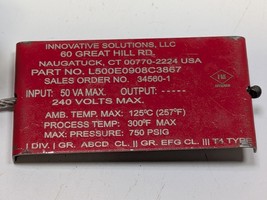 INNOVATIVE SOLUTIONS, LLC
60 GREAT HILL RD,
NAUGATUCK, CT 00770-2224 USA
PART NO. L500E0908C3867
SALES ORDER NO. 34560-1
INPUT: 50 VA MAX. OUTPUT: -----
240 VOLTS MAX.
AMB. TEMP. MAX: 125°C (257°F)
PROCESS TEMP: 300°F MAX
MAX. PRESSURE: 750 PSIG
I DIV. I GR. ABCD CL. II GR. EFG CL. III T4 TYPE